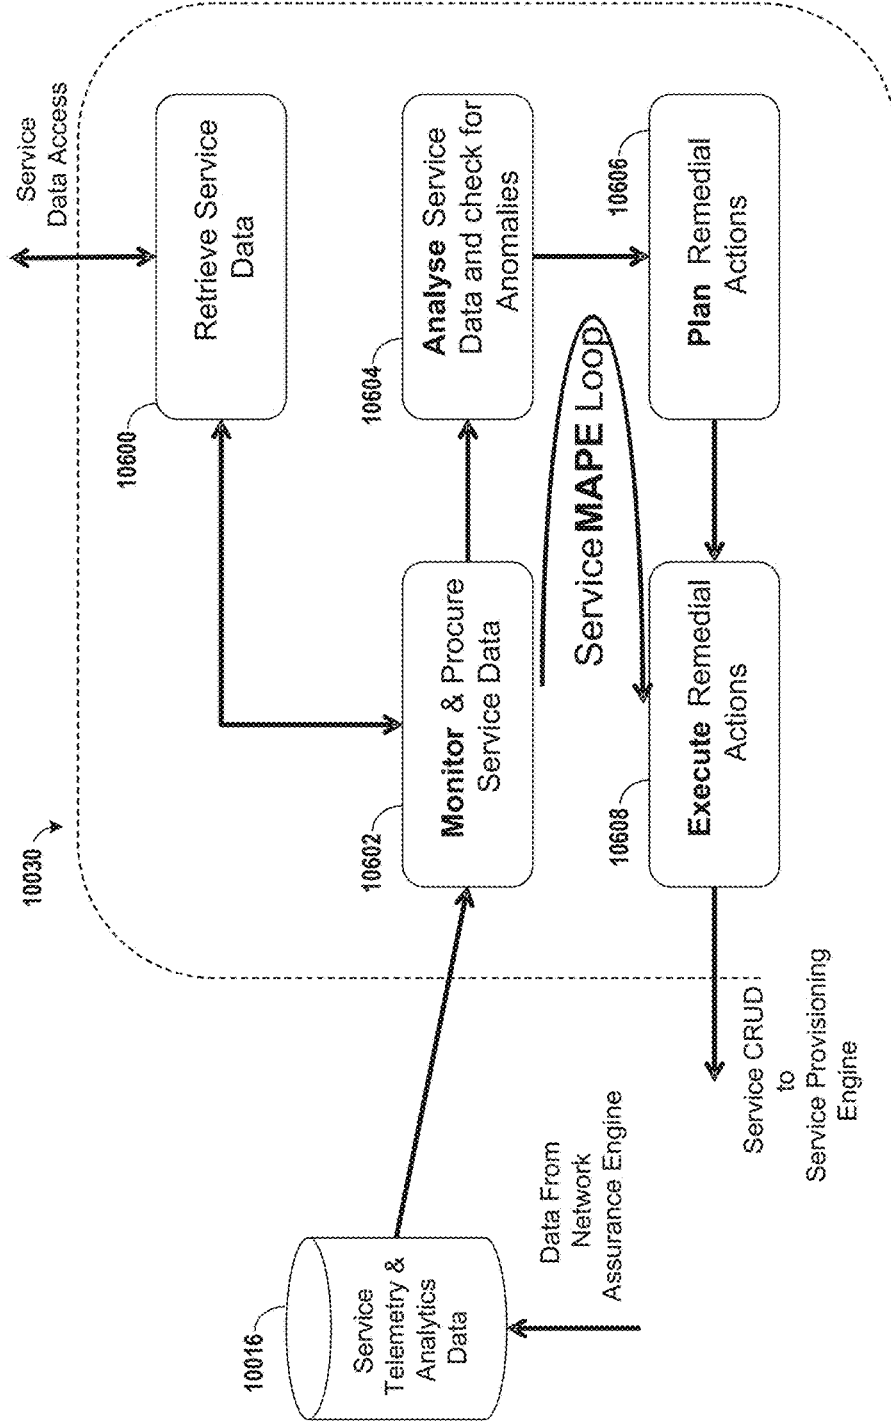 10030
Service
Data Access
10600
Retrieve Service
Data
10602
Monitor & Procure
Service Data
10604
Analyse Service
Data and check for
Anomalies
Service MAPE Loop
10608
Execute Remedial
Actions
10606
Plan Remedial
Actions
10016
Service
Telemetry &
Analytics
Data
Data From
Network
Assurance Engine
Service CRUD
to
Service Provisioning
Engine